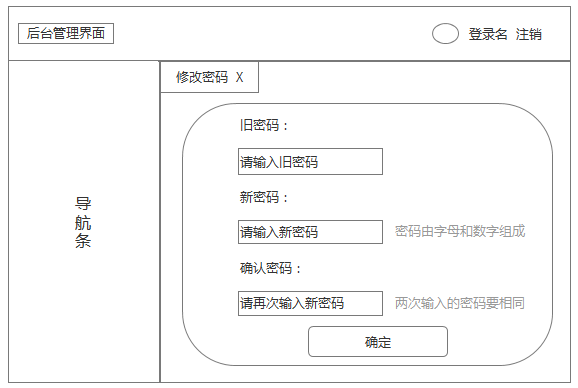 后台管理界面
登录名 注销
修改密码 X
导
航
条
旧密码：
请输入旧密码
新密码：
请输入新密码 密码由字母和数字组成
确认密码：
请再次输入新密码 两次输入的密码要相同
确定